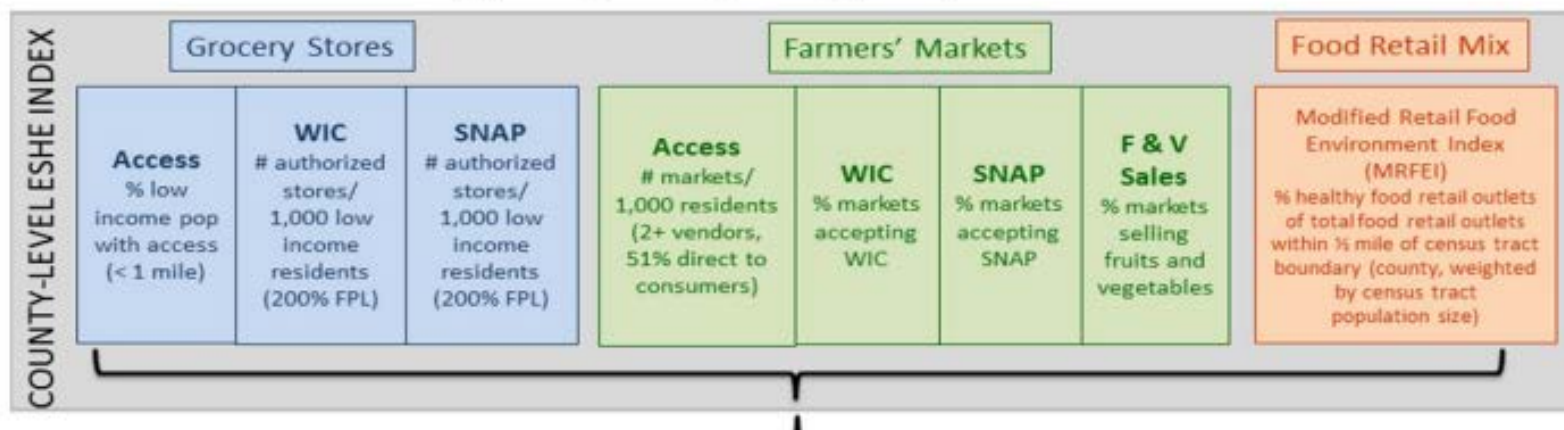 COUNTY-LEVEL ESHE INDEX
Grocery Stores
Access
% low
income pop
with access
(< 1 mile)
WIC
# authorized
stores/
1,000 low
income
residents
(200% FPL)
SNAP
# authorized
stores/
1,000 low
income
residents
(200% FPL)
Farmers' Markets
Access
# markets/
1,000 residents
(2+ vendors,
51% direct to
consumers)
WIC
% markets
accepting
WIC
SNAP
% markets
accepting
SNAP
F & V
Sales
% markets
selling
fruits and
vegetables
Food Retail Mix
Modified Retail Food
Environment Index
(MRFEI)
% healthy food retail outlets
of total food retail outlets
within ½ mile of census tract
boundary (county, weighted
by census tract
population size)